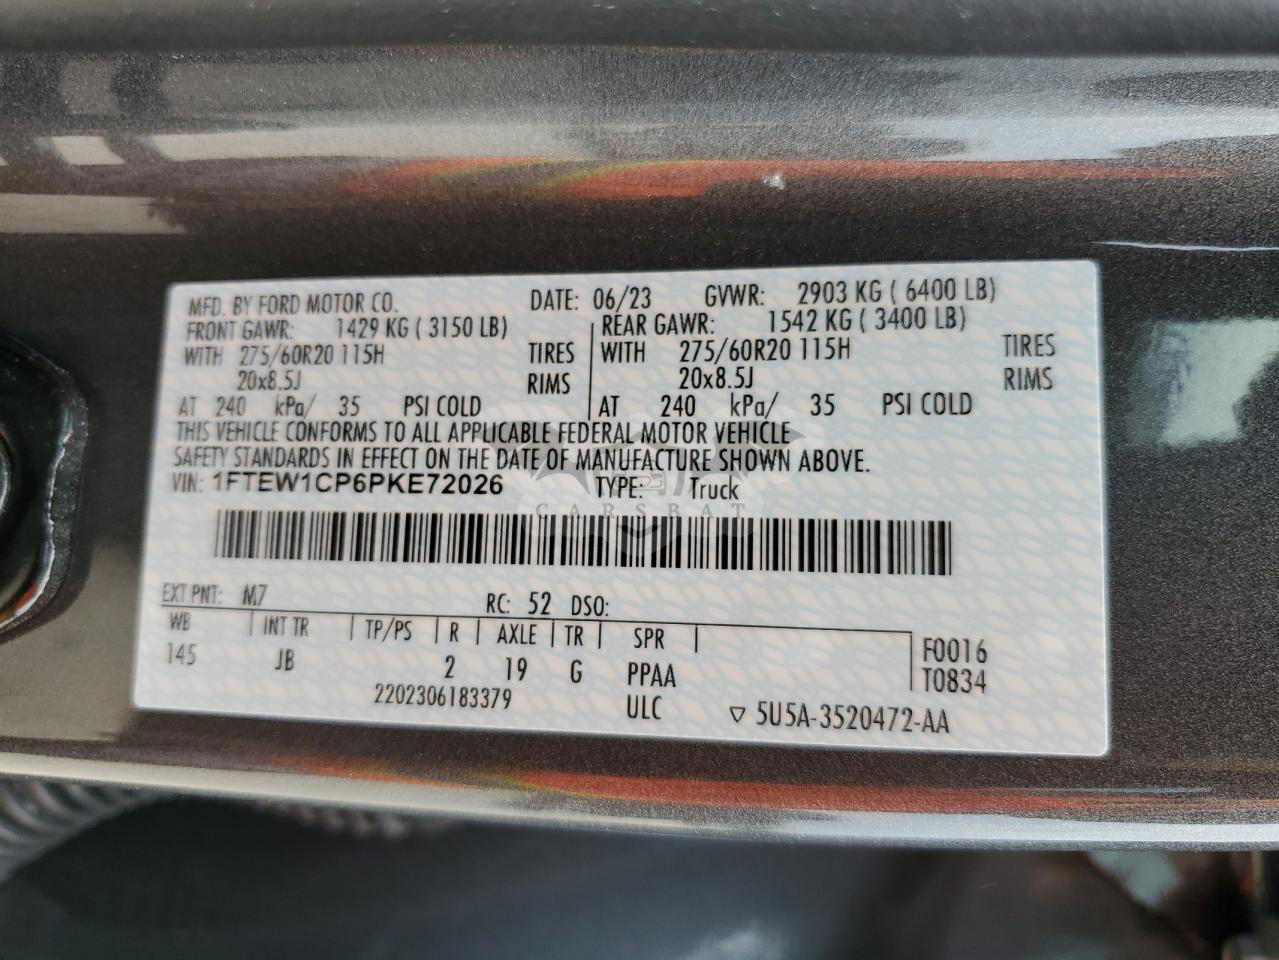 MFD. BY FORD MOTOR CO. DATE: 06/23 GVWR: 2903 KG ( 6400 LB)
FRONT GAWR: 1429 KG ( 3150 LB) REAR GAWR: 1542 KG ( 3400 LB)
WITH 275/60R20 115H TIRES WITH 275/60R20 115H TIRES
20x8.5J RIMS 20x8.5J RIMS
AT 240 kPa/ 35 PSI COLD AT 240 kPa/ 35 PSI COLD
THIS VEHICLE CONFORMS TO ALL APPLICABLE FEDERAL MOTOR VEHICLE
SAFETY STANDARDS IN EFFECT ON THE DATE OF MANUFACTURE SHOWN ABOVE.
VIN: 1FTEW1CP6PKE72026 TYPE: Truck
CARSBAT
EXT PNT: M7 RC: 52 DSO:
WB INT TR TP/PS R AXLE TR SPR F0016
145 JB 2 19 G PPAA T0834
2202306183379 ULC ▽ 5U5A-3520472-AA